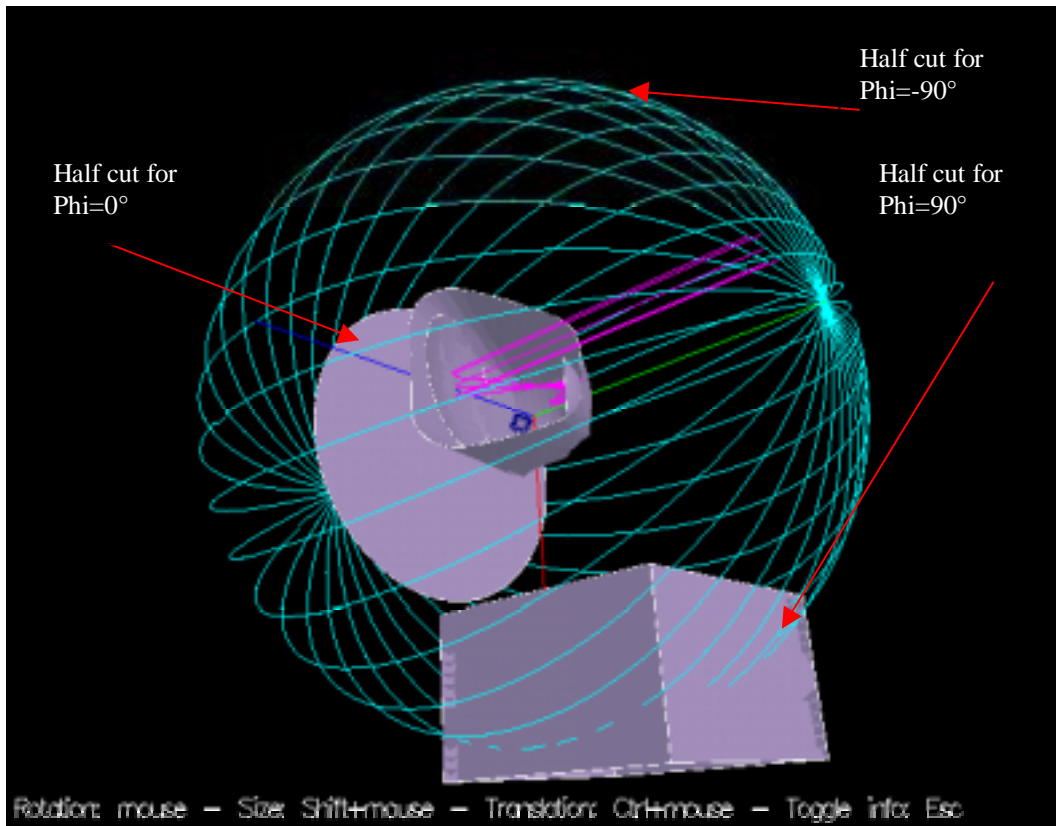 Half cut for
Phi=-90°
Half cut for
Phi=0°
Half cut for
Phi=90°
Rotation: mouse — Size: Shift+mouse — Translation: Ctrl+mouse — Toggle info: Esc